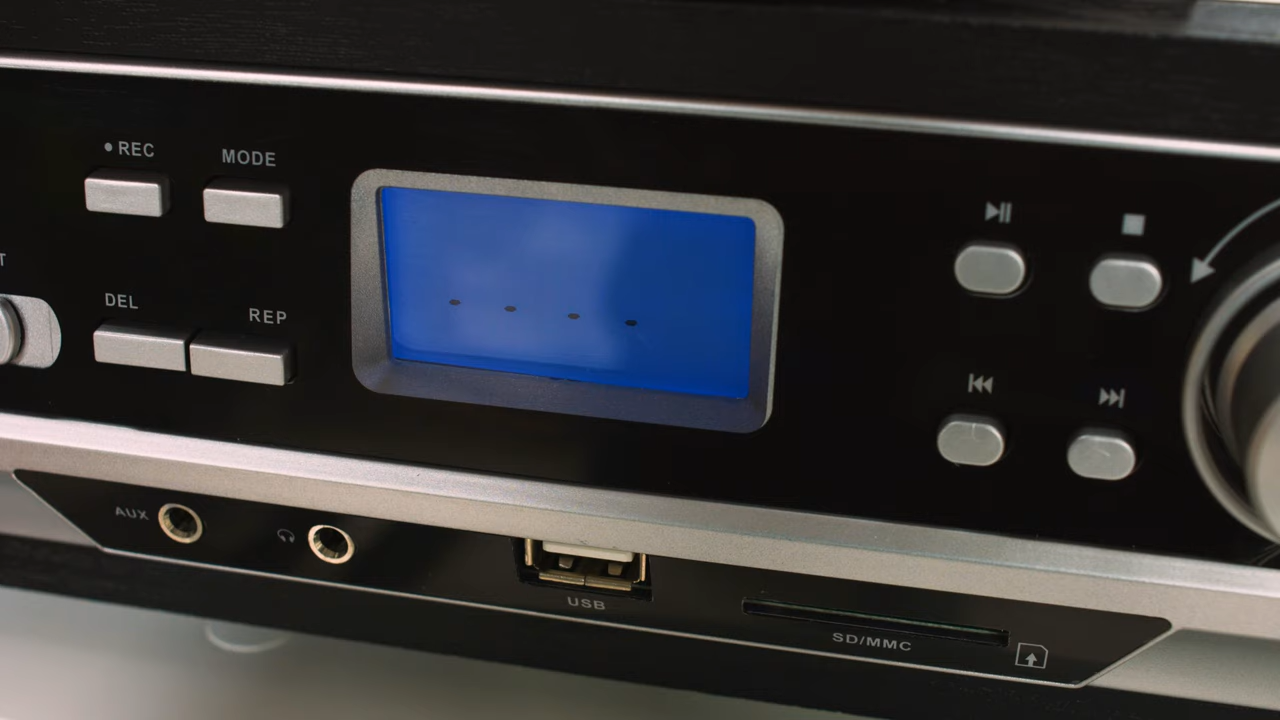 REC
MODE
T
DEL
REP
AUX
USB
SD/MMC